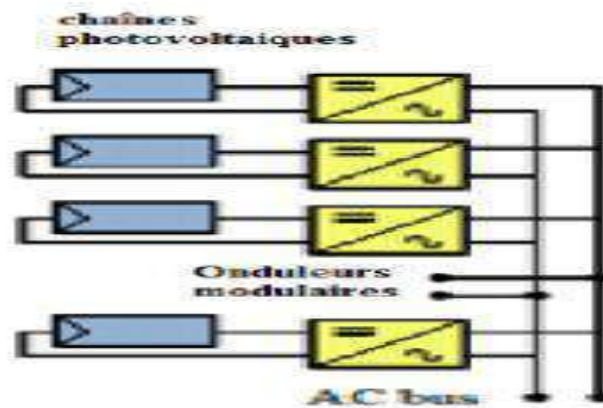 chaînes
photovoltaiques
Onduleurs
modulaires
AC bus